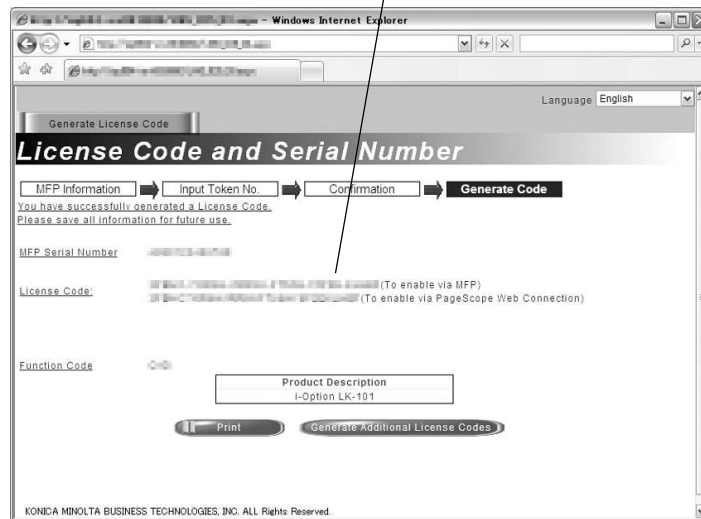 - Windows Internet Explorer
Language English
Generate License Code
License Code and Serial Number
MFP Information Input Token No. Confirmation Generate Code
You have successfully generated a License Code.
Please save all information for future use.
MFP Serial Number
License Code: (To enable via MFP)
(To enable via PageScope Web Connection)
Function Code
Product Description
i-Option LK-101
Print Generate Additional License Codes
KONICA MINOLTA BUSINESS TECHNOLOGIES, INC. ALL Rights Reserved.